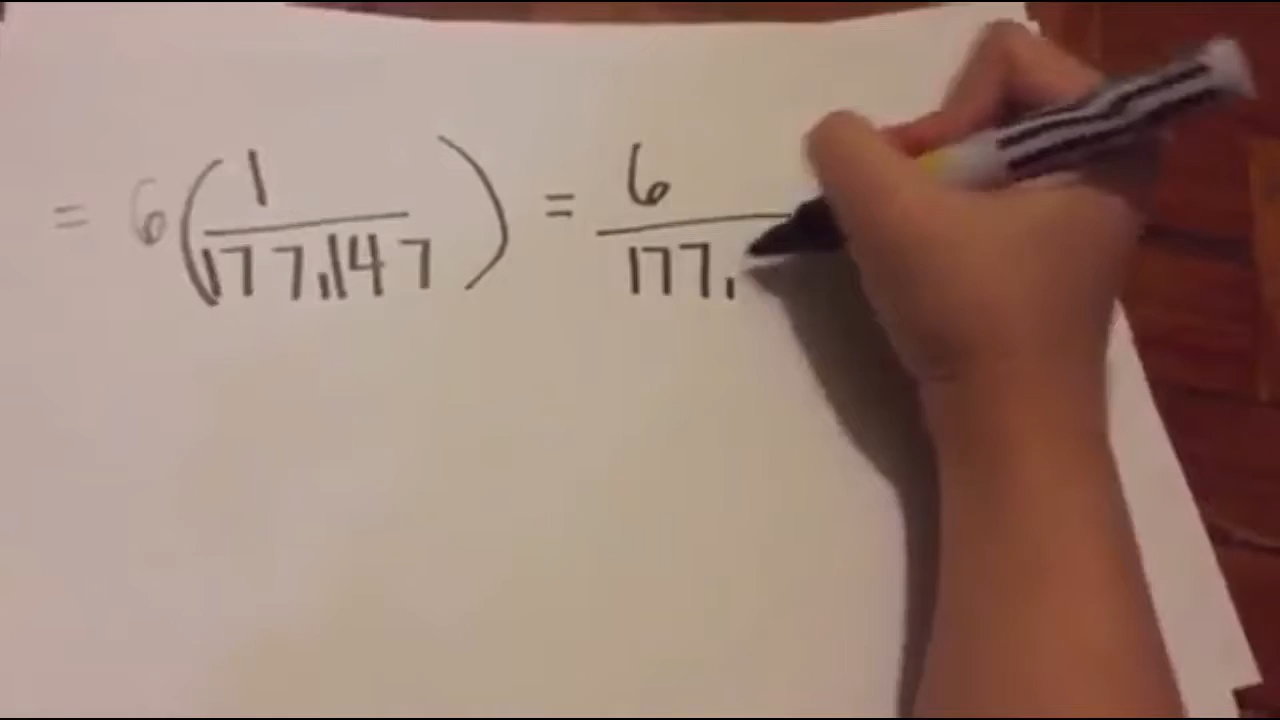 = 6(1/177,147) = 6/177,